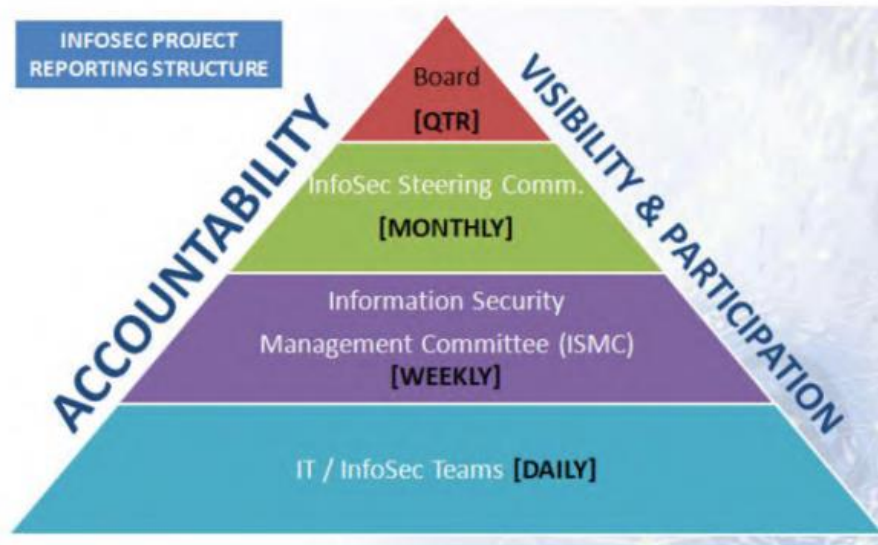 INFOSEC PROJECT
REPORTING STRUCTURE
ACCOUNTABILITY
VISIBILITY & PARTICIPATION
Board
[QTR]
InfoSec Steering Comm.
[MONTHLY]
Information Security
Management Committee (ISMC)
[WEEKLY]
IT / InfoSec Teams [DAILY]